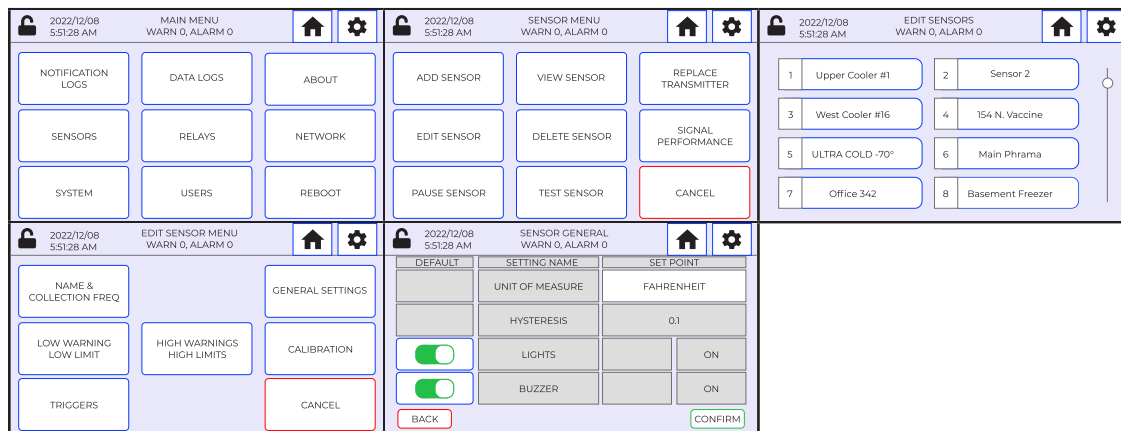 2022/12/08
5:51:28 AM
MAIN MENU
WARN 0, ALARM 0
NOTIFICATION
LOGS
DATA LOGS
ABOUT
SENSORS
RELAYS
NETWORK
SYSTEM
USERS
REBOOT
2022/12/08
5:51:28 AM
SENSOR MENU
WARN 0, ALARM 0
ADD SENSOR
VIEW SENSOR
REPLACE
TRANSMITTER
EDIT SENSOR
DELETE SENSOR
SIGNAL
PERFORMANCE
PAUSE SENSOR
TEST SENSOR
CANCEL
2022/12/08
5:51:28 AM
EDIT SENSORS
WARN 0, ALARM 0
1 Upper Cooler #1
2 Sensor 2
3 West Cooler #16
4 154 N. Vaccine
5 ULTRA COLD -70°
6 Main Phrama
7 Office 342
8 Basement Freezer
2022/12/08
5:51:28 AM
EDIT SENSOR MENU
WARN 0, ALARM 0
NAME &
COLLECTION FREQ
GENERAL SETTINGS
LOW WARNING
LOW LIMIT
HIGH WARNINGS
HIGH LIMITS
CALIBRATION
TRIGGERS
CANCEL
2022/12/08
5:51:28 AM
SENSOR GENERAL
WARN 0, ALARM 0
DEFAULT SETTING NAME SET POINT
UNIT OF MEASURE FAHRENHEIT
HYSTERESIS 0.1
LIGHTS ON
BUZZER ON
BACK CONFIRM